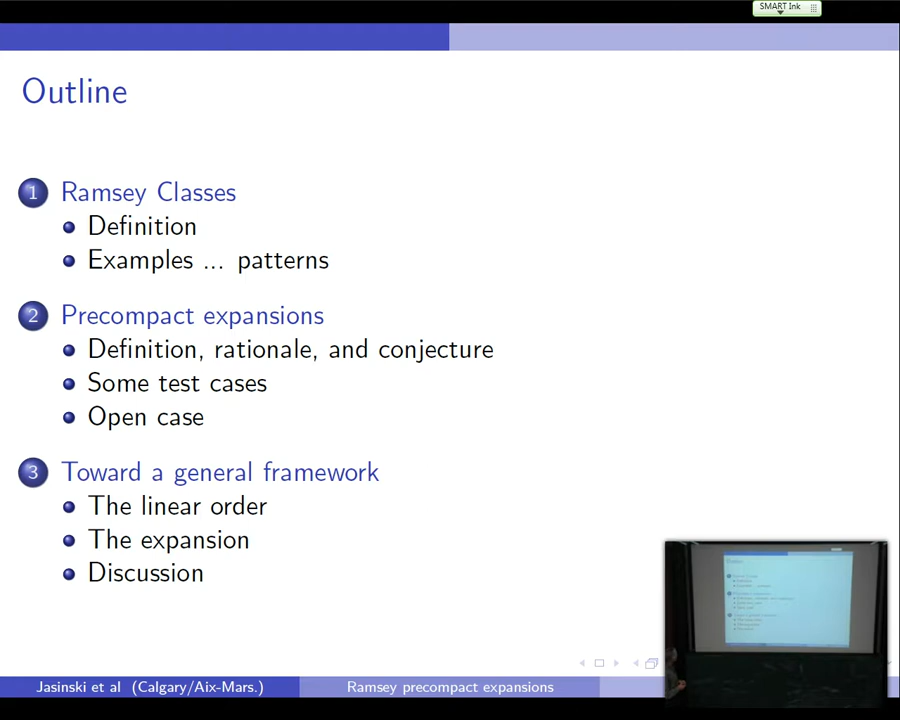 SMART Ink
Outline
1 Ramsey Classes
Definition
Examples ... patterns
2 Precompact expansions
Definition, rationale, and conjecture
Some test cases
Open case
3 Toward a general framework
The linear order
The expansion
Discussion
Jasinski et al (Calgary/Aix-Mars.) Ramsey precompact expansions